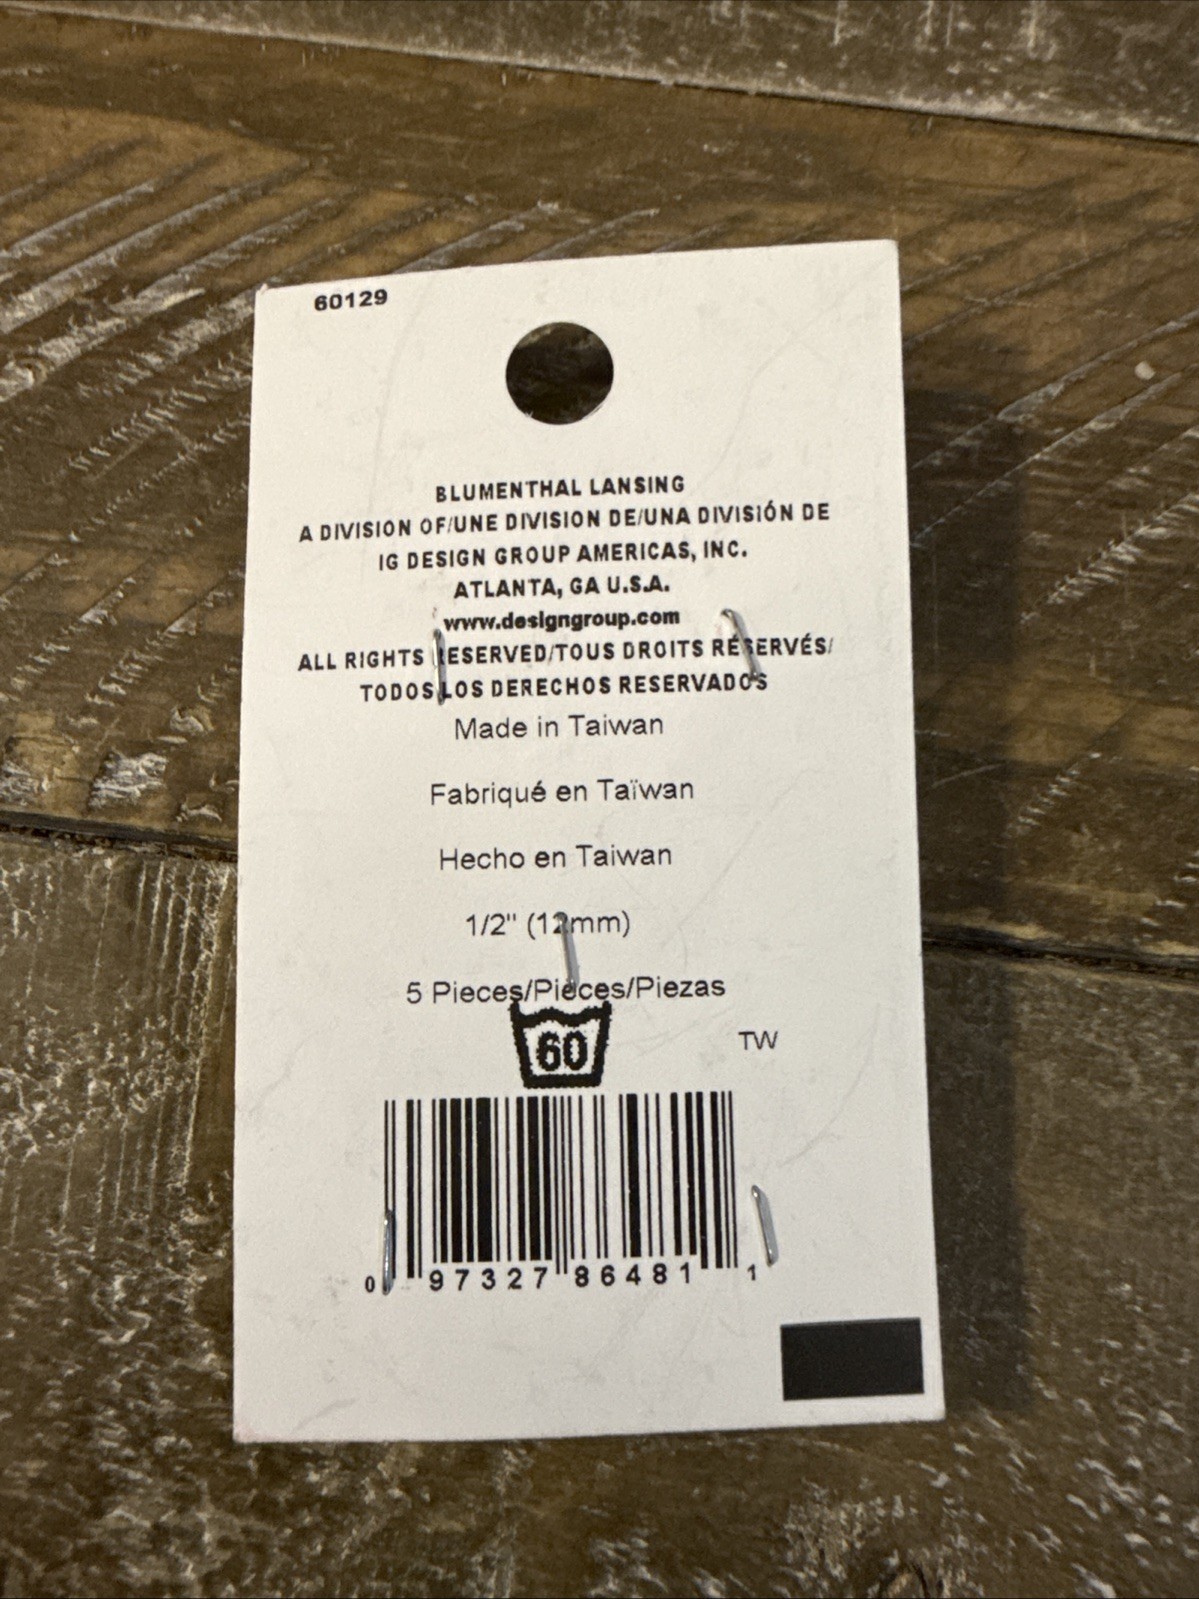 60129
BLUMENTHAL LANSING
A DIVISION OF/UNE DIVISION DE/UNA DIVISIÓN DE
IG DESIGN GROUP AMERICAS, INC.
ATLANTA, GA U.S.A.
www.designgroup.com
ALL RIGHTS RESERVED/TOUS DROITS RÉSERVÉS/
TODOS LOS DERECHOS RESERVADOS
Made in Taiwan
Fabriqué en Taïwan
Hecho en Taiwan
1/2" (12mm)
5 Pieces/Pièces/Piezas
60
TW
0 97327 86481 1